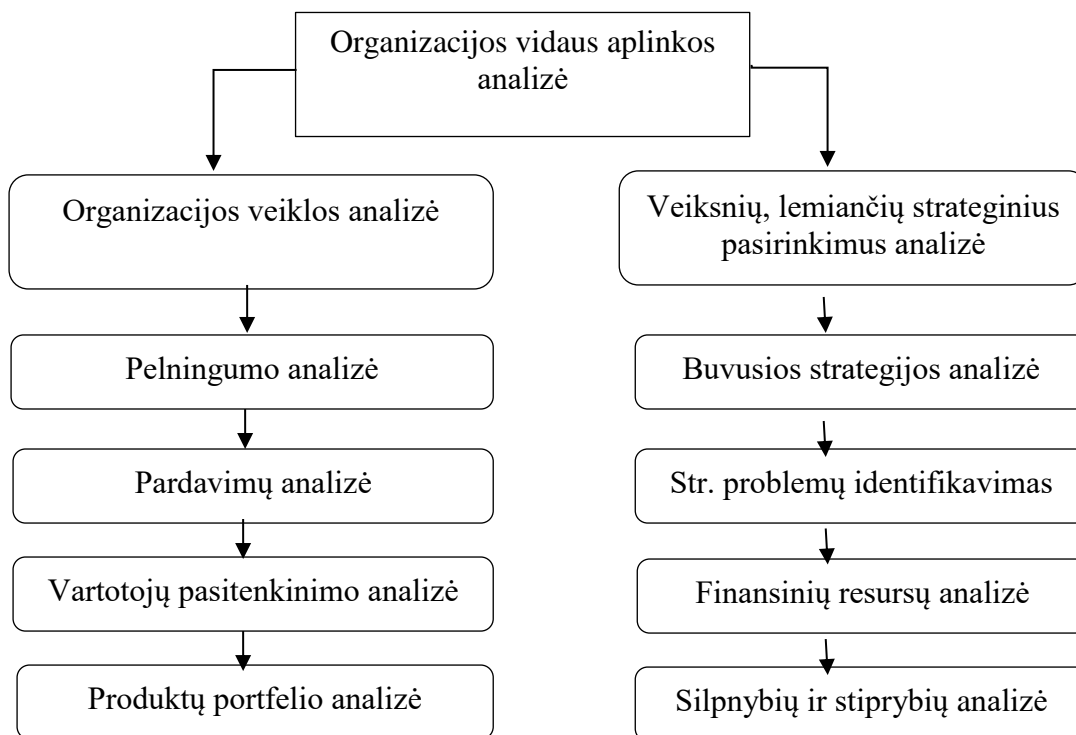 Organizacijos vidaus aplinkos
analizė
Organizacijos veiklos analizė
Pelningumo analizė
Pardavimų analizė
Vartotojų pasitenkinimo analizė
Produktų portfelio analizė
Veiksnių, lemiančių strateginius
pasirinkimus analizė
Buvusios strategijos analizė
Str. problemų identifikavimas
Finansinių resursų analizė
Silpnybių ir stiprybių analizė